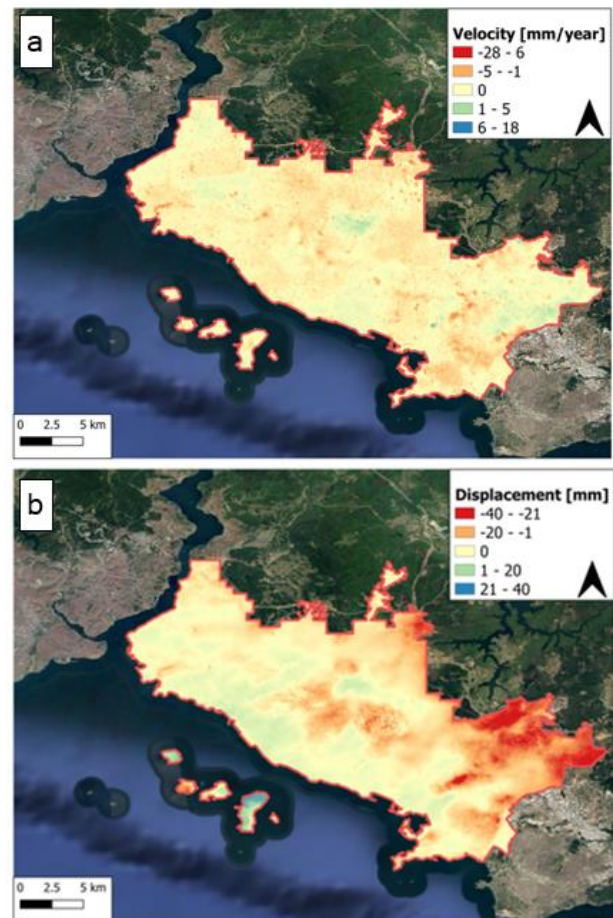 a
Velocity [mm/year]
-28 - 6
-5 - -1
0
1 - 5
6 - 18
0 2.5 5 km
b
Displacement [mm]
-40 - -21
-20 - -1
0
1 - 20
21 - 40
0 2.5 5 km